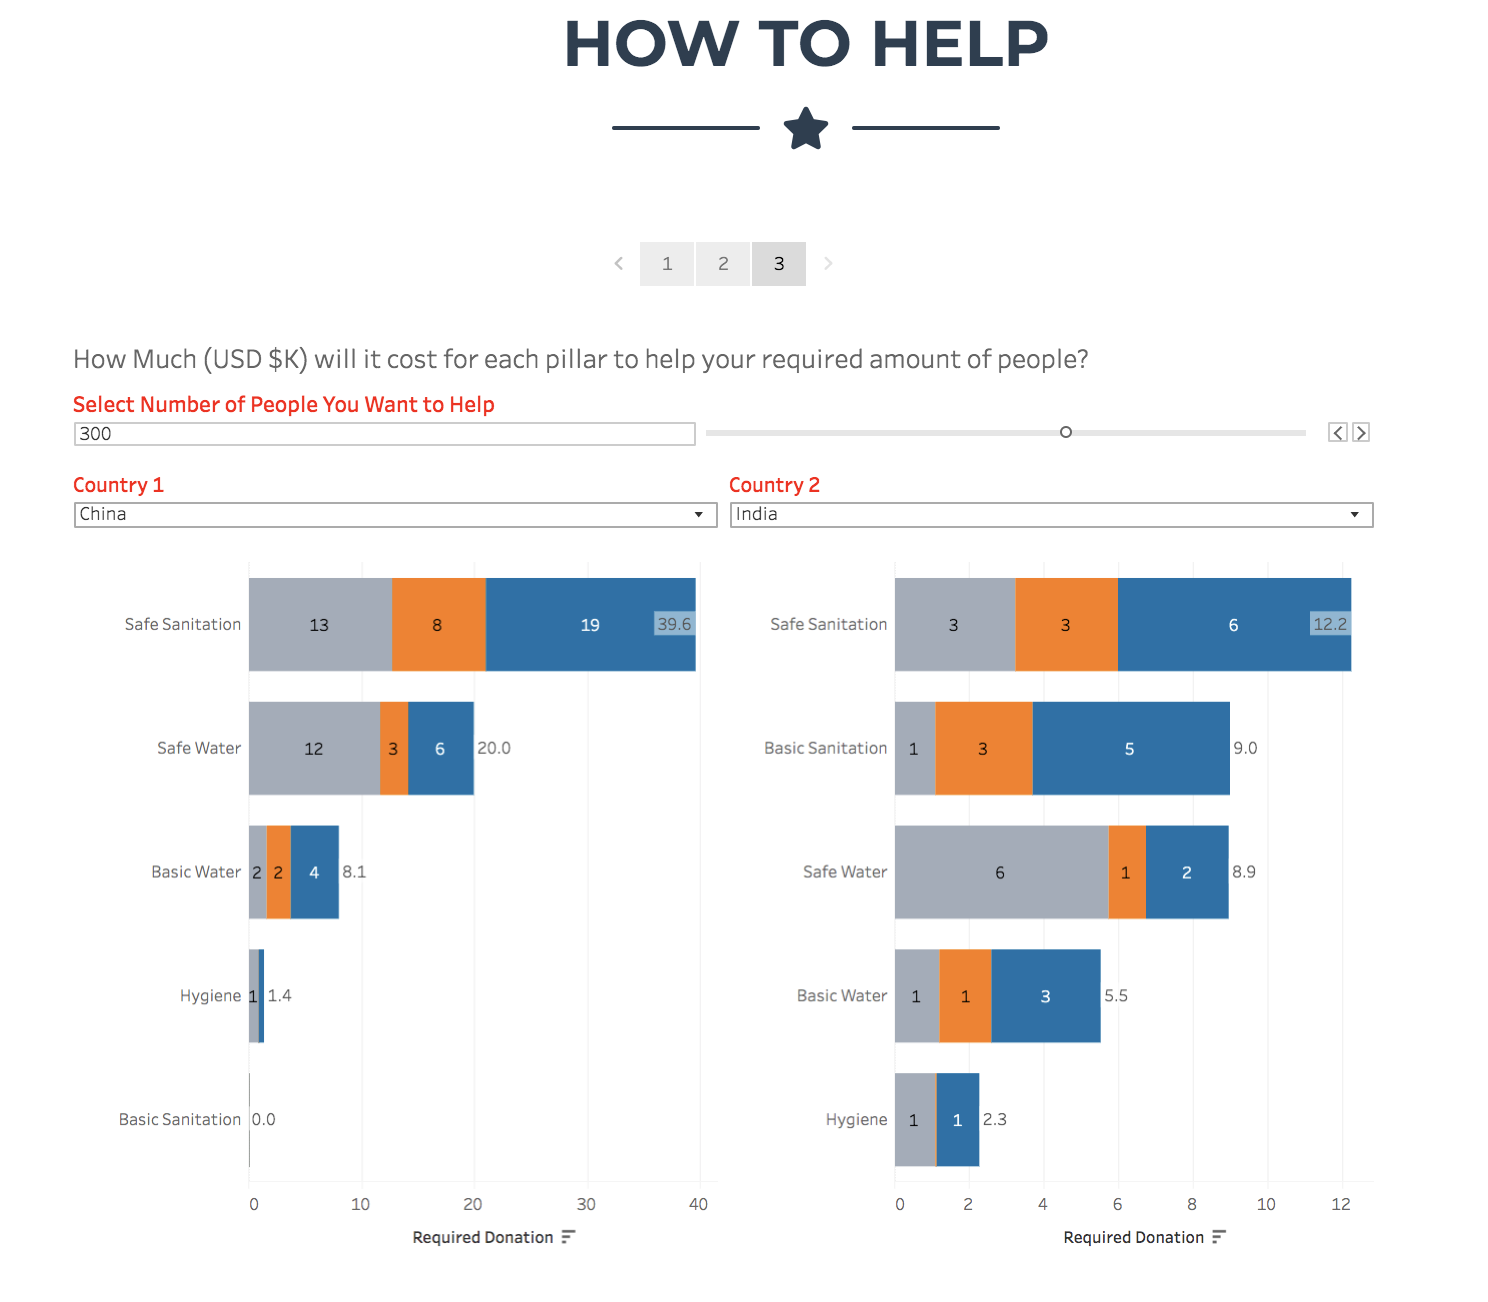 HOW TO HELP
1 2 3
How Much (USD $K) will it cost for each pillar to help your required amount of people?
Select Number of People You Want to Help
300
Country 1
China
Country 2
India
Safe Sanitation 13 8 19 39.6
Safe Water 12 3 6 20.0
Basic Water 2 2 4 8.1
Hygiene 1 1.4
Basic Sanitation 0.0
0 10 20 30 40
Required Donation
Safe Sanitation 3 3 6 12.2
Basic Sanitation 1 3 5 9.0
Safe Water 6 1 2 8.9
Basic Water 1 1 3 5.5
Hygiene 1 1 2.3
0 2 4 6 8 10 12
Required Donation